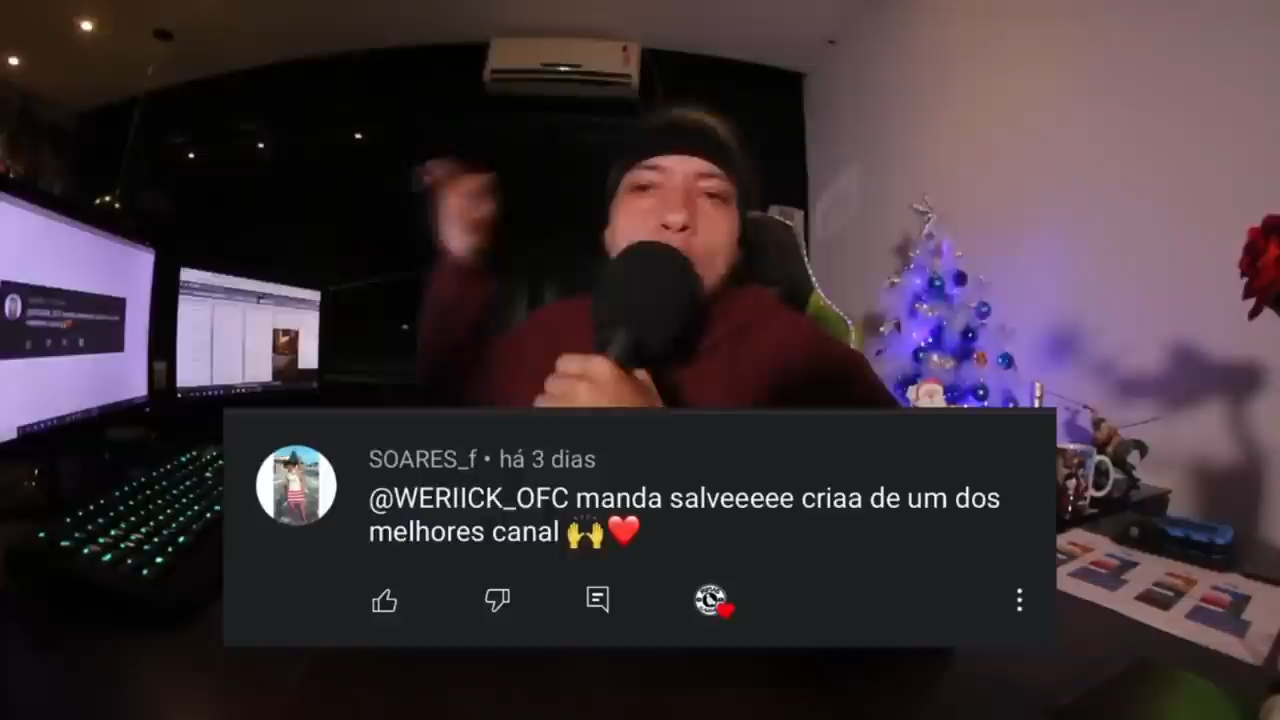 SOARES_f • há 3 dias
@WERIICK_OFC manda salveeeee criaa de um dos
melhores canal 🙌❤️